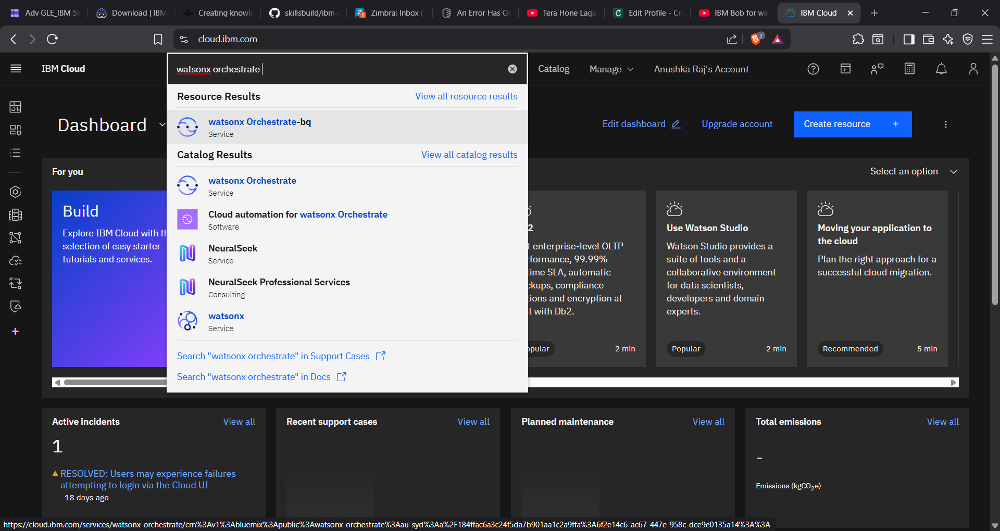 Adv GLE_IBM Sk
Download | IBM
Creating knowle
skillsbuild/ibm-
Zimbra: Inbox (
An Error Has Oc
Tera Hone Laga
Edit Profile - Cr
IBM Bob for wa
IBM Cloud
cloud.ibm.com
2
IBM Cloud
watsonx orchestrate
Catalog
Manage
Anushka Raj's Account
Resource Results
View all resource results
watsonx Orchestrate-bq
Service
Catalog Results
View all catalog results
watsonx Orchestrate
Service
Cloud automation for watsonx Orchestrate
Software
NeuralSeek
Service
NeuralSeek Professional Services
Consulting
watsonx
Service
Search "watsonx orchestrate" in Support Cases
Search "watsonx orchestrate" in Docs
Dashboard
Edit dashboard
Upgrade account
Create resource +
For you
Select an option
Build
Explore IBM Cloud with th
selection of easy starter
tutorials and services.
2
t enterprise-level OLTP
formance, 99.99%
ime SLA, automatic
ckups, compliance
ions and encryption at
t with Db2.
opular
2 min
Use Watson Studio
Watson Studio provides a
suite of tools and a
collaborative environment
for data scientists,
developers and domain
experts.
Popular
2 min
Moving your application to
the cloud
Plan the right approach for a
successful cloud migration.
Recommended
5 min
Active incidents
View all
1
RESOLVED: Users may experience failures
attempting to login via the Cloud UI
18 days ago
Recent support cases
View all
Planned maintenance
View all
Total emissions
View all
-
Emissions (kgCO2e)
https://cloud.ibm.com/services/watsonx-orchestrate/crn%3Av1%3Abluemix%3Apublic%3Awatsonx-orchestrate%3Aau-syd%3Aa%2F184ffac6a3c24f5da7b901aa1c2a9ffa%3A6f2e14c6-ac67-447e-958c-dce9e0135a14%3A%3A